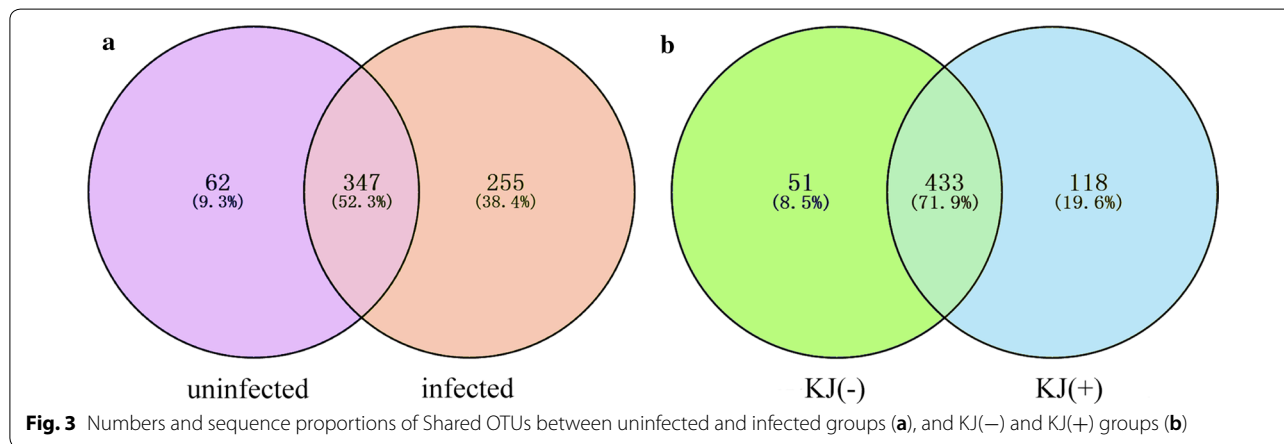 a
b
62 347 255
(9.3%) (52.3%) (38.4%)
51 433 118
(8.5%) (71.9%) (19.6%)
uninfected infected
KJ(-) KJ(+)
Fig. 3 Numbers and sequence proportions of Shared OTUs between uninfected and infected groups (a), and KJ(−) and KJ(+) groups (b)